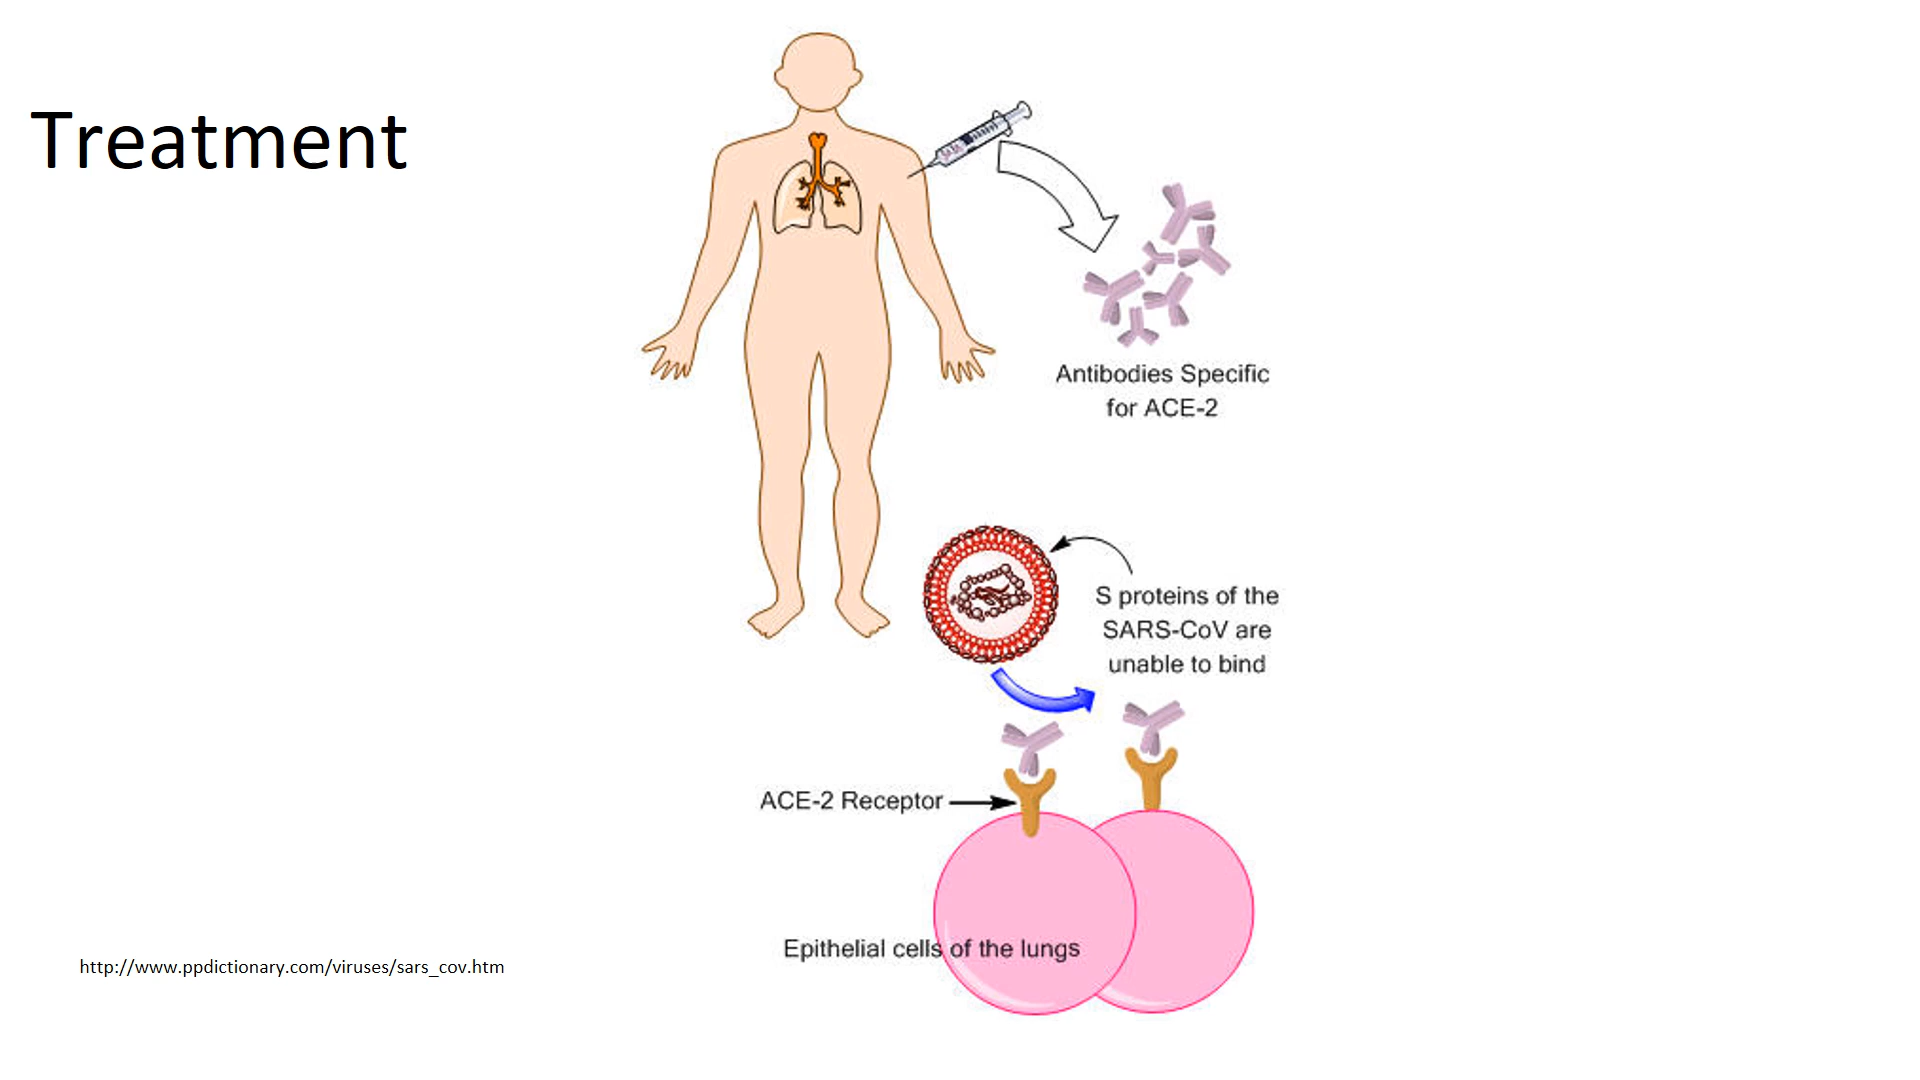 Treatment
Antibodies Specific
for ACE-2
S proteins of the
SARS-CoV are
unable to bind
ACE-2 Receptor
Epithelial cells of the lungs
http://www.ppdictionary.com/viruses/sars_cov.htm